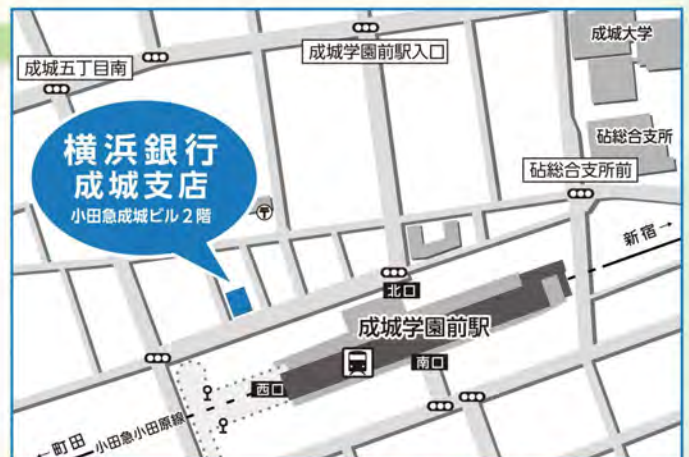 成城大学
成城学園前駅入口
成城五丁目南
横浜銀行
成城支店
小田急成城ビル2階
砧総合支所
砧総合支所前
〒
新宿→
北口
成城学園前駅
南口
西口
小田急小田原線
←町田